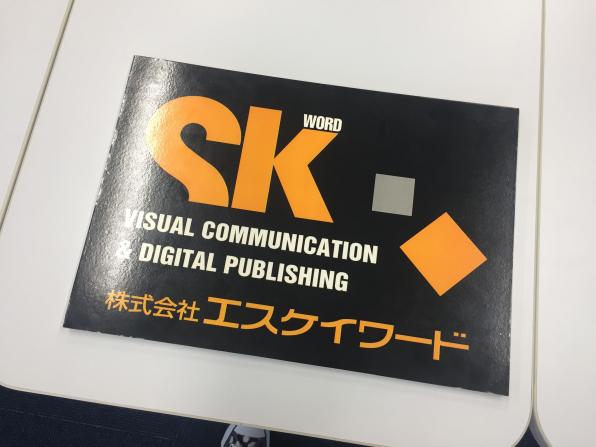 SK WORD
VISUAL COMMUNICATION
& DIGITAL PUBLISHING
株式会社 エスケイワード